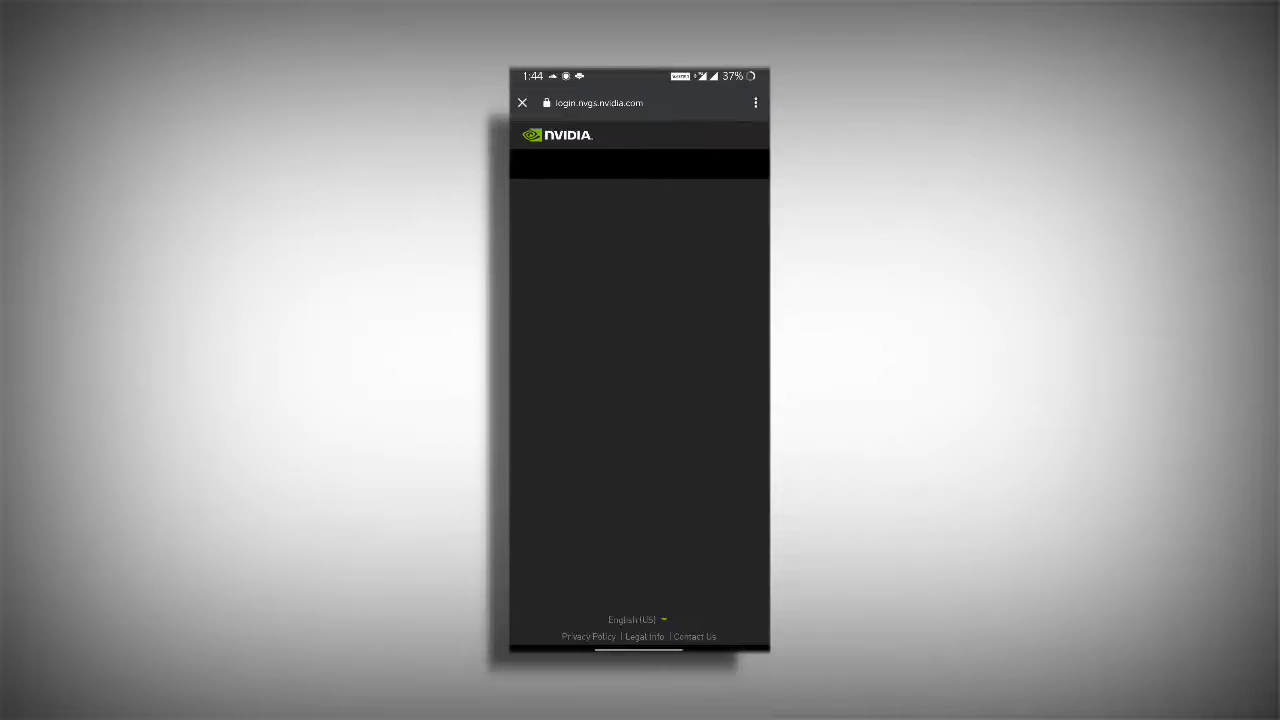 1:44 37%
login.nvgs.nvidia.com
NVIDIA.
English (US)
Privacy Policy | Legal Info | Contact Us